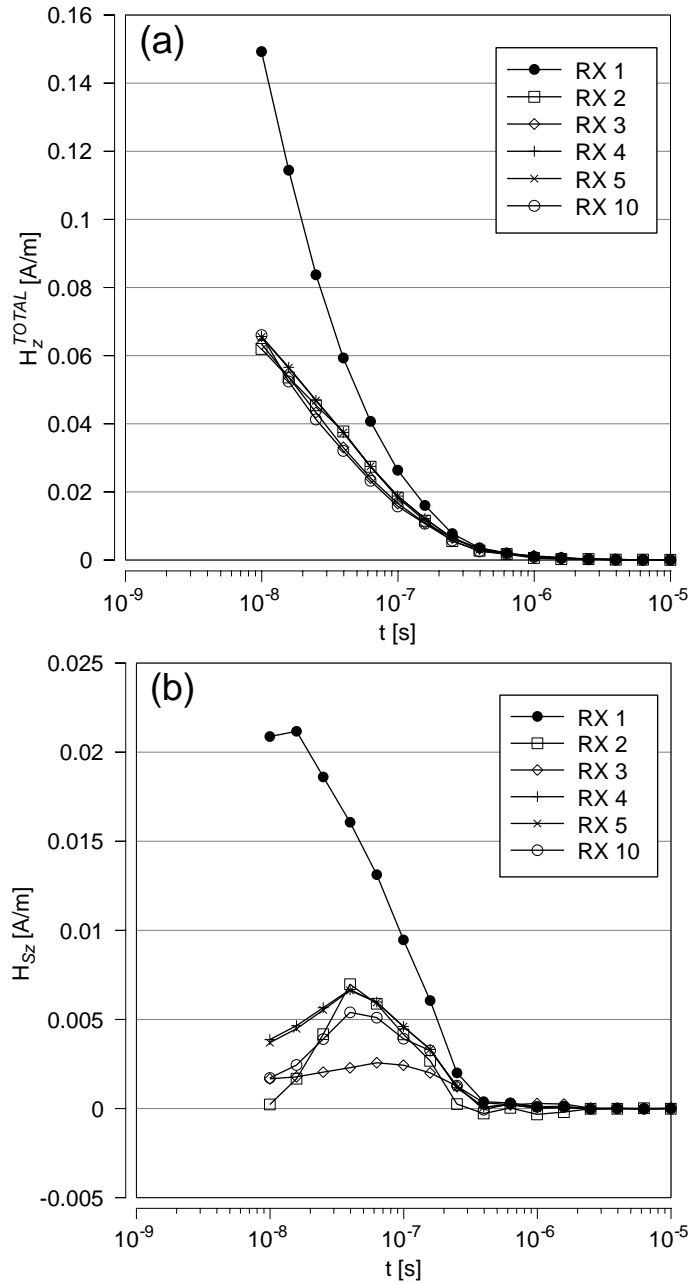 (a)
RX 1
RX 2
RX 3
RX 4
RX 5
RX 10
0.16
0.14
0.12
0.1
0.08
0.06
0.04
0.02
0
H_z^TOTAL [A/m]
10^-9 10^-8 10^-7 10^-6 10^-5
t [s]
(b)
RX 1
RX 2
RX 3
RX 4
RX 5
RX 10
0.025
0.02
0.015
0.01
0.005
0
-0.005
H_Sz [A/m]
10^-9 10^-8 10^-7 10^-6 10^-5
t [s]